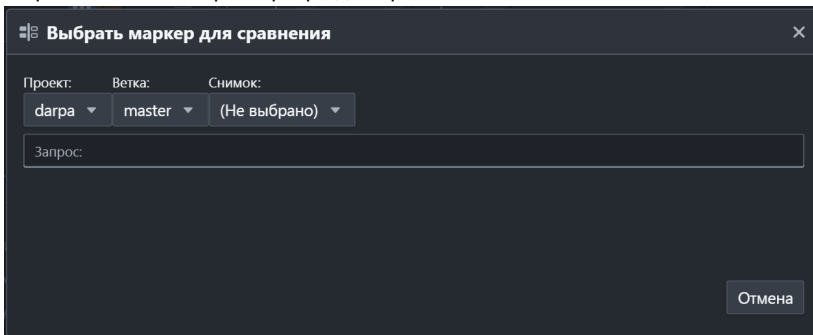 Выбрать маркер для сравнения
Проект: Ветка: Снимок:
darpa master (Не выбрано)
Запрос:
Отмена